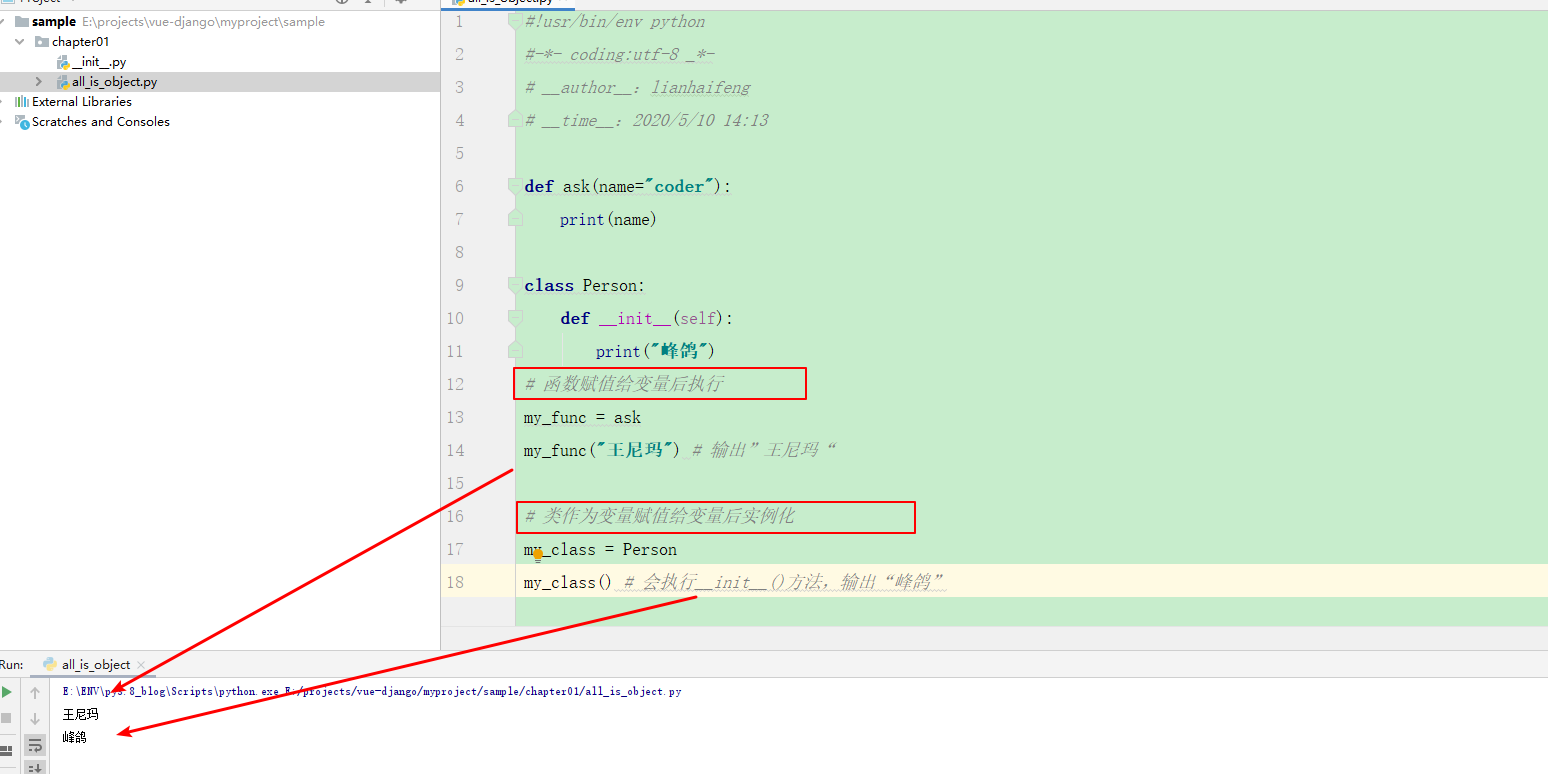 Project
sample E:\projects\vue-django\myproject\sample
chapter01
__init__.py
all_is_object.py
External Libraries
Scratches and Consoles
all_is_object.py
1 #!usr/bin/env python
2 #-*- coding:utf-8 _*-
3 # __author__: lianhaifeng
4 # __time__: 2020/5/10 14:13
5
6 def ask(name="coder"):
7 print(name)
8
9 class Person:
10 def __init__(self):
11 print("峰鸽")
12 # 函数赋值给变量后执行
13 my_func = ask
14 my_func("王尼玛") # 输出”王尼玛“
15
16 # 类作为变量赋值给变量后实例化
17 my_class = Person
18 my_class() # 会执行__init__()方法，输出“峰鸽”
Run: all_is_object
E:\ENV\py3.8_blog\Scripts\python.exe E:/projects/vue-django/myproject/sample/chapter01/all_is_object.py
王尼玛
峰鸽